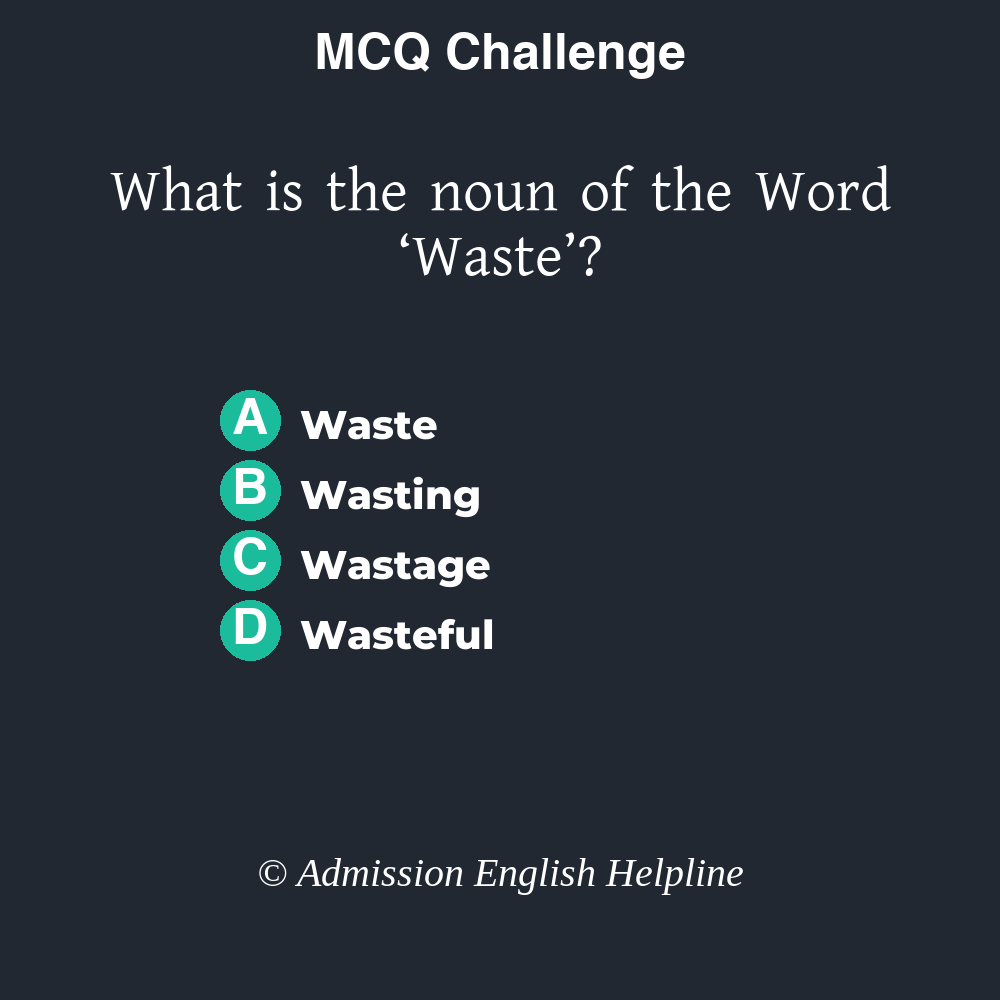 MCQ Challenge
What is the noun of the Word
‘Waste’?
A Waste
B Wasting
C Wastage
D Wasteful
© Admission English Helpline